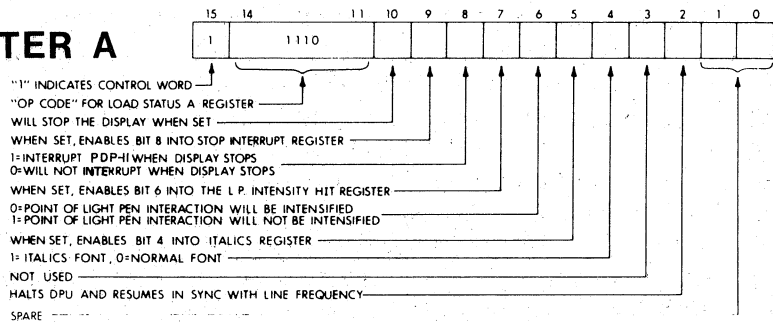 15 14 11 10 9 8 7 6 5 4 3 2 1 0
TER A
1 1110
"1" INDICATES CONTROL WORD
"OP CODE" FOR LOAD STATUS A REGISTER
WILL STOP THE DISPLAY WHEN SET
WHEN SET, ENABLES BIT 8 INTO STOP INTERRUPT REGISTER
1=INTERRUPT PDP-11 WHEN DISPLAY STOPS
0=WILL NOT INTERRUPT WHEN DISPLAY STOPS
WHEN SET, ENABLES BIT 6 INTO THE L P. INTENSITY HIT REGISTER
0=POINT OF LIGHT PEN INTERACTION WILL BE INTENSIFIED
1=POINT OF LIGHT PEN INTERACTION WILL NOT BE INTENSIFIED
WHEN SET, ENABLES BIT 4 INTO ITALICS REGISTER
1= ITALICS FONT, 0=NORMAL FONT
NOT USED
HALTS DPU AND RESUMES IN SYNC WITH LINE FREQUENCY
SPARE